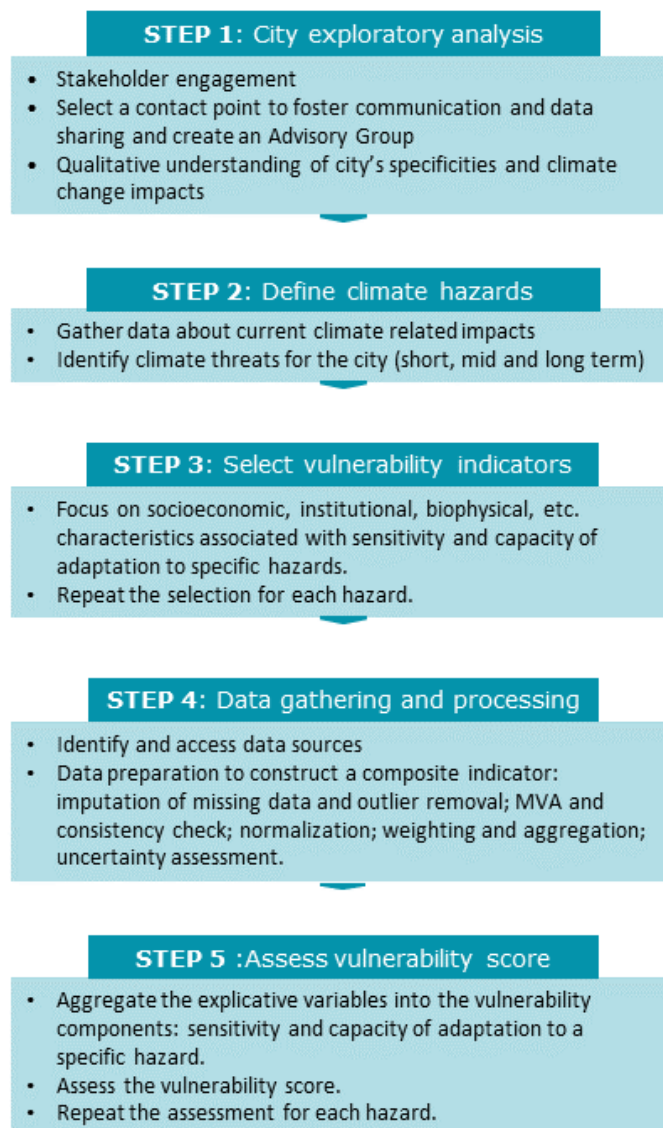 STEP 1: City exploratory analysis
• Stakeholder engagement
• Select a contact point to foster communication and data
sharing and create an Advisory Group
• Qualitative understanding of city's specificities and climate
change impacts
STEP 2: Define climate hazards
• Gather data about current climate related impacts
• Identify climate threats for the city (short, mid and long term)
STEP 3: Select vulnerability indicators
• Focus on socioeconomic, institutional, biophysical, etc.
characteristics associated with sensitivity and capacity of
adaptation to specific hazards.
• Repeat the selection for each hazard.
STEP 4: Data gathering and processing
• Identify and access data sources
• Data preparation to construct a composite indicator:
imputation of missing data and outlier removal; MVA and
consistency check; normalization; weighting and aggregation;
uncertainty assessment.
STEP 5 :Assess vulnerability score
• Aggregate the explicative variables into the vulnerability
components: sensitivity and capacity of adaptation to a
specific hazard.
• Assess the vulnerability score.
• Repeat the assessment for each hazard.